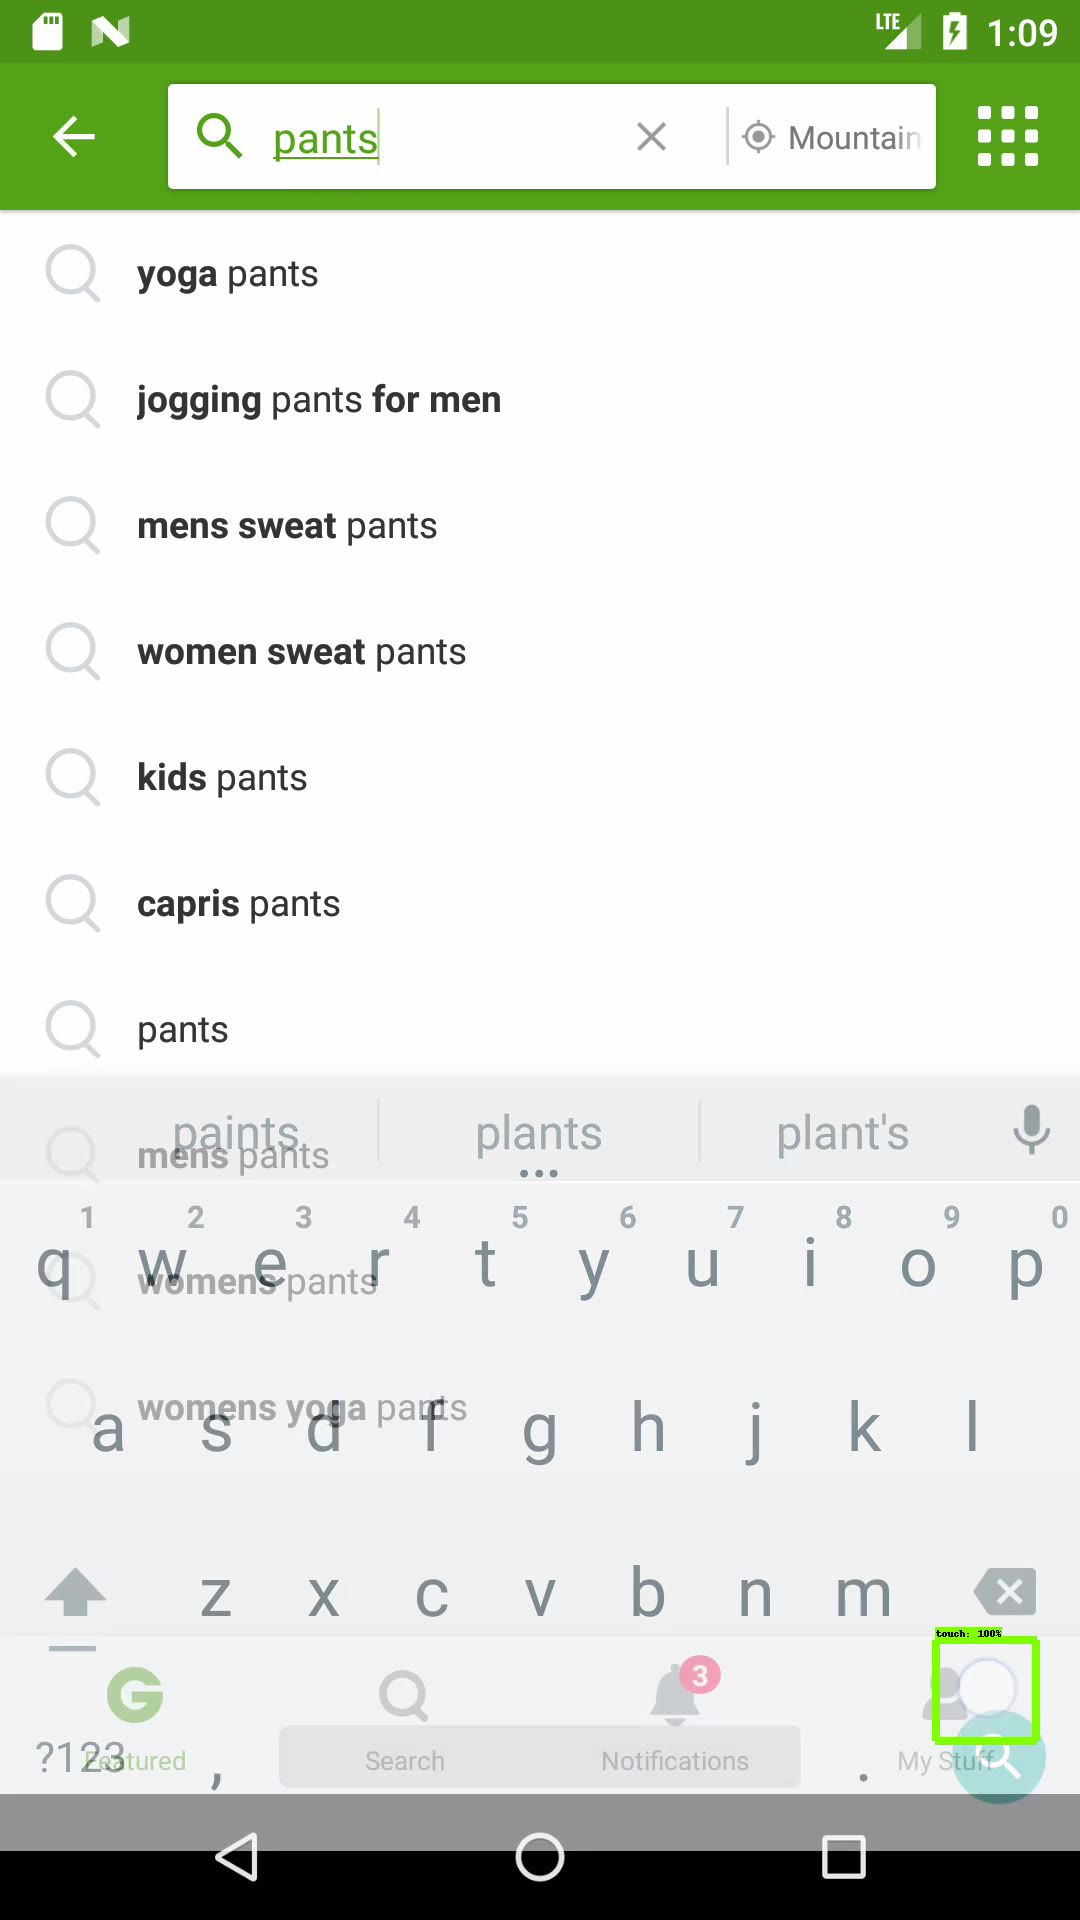 LTE 1:09
pants Mountain
yoga pants
jogging pants for men
mens sweat pants
women sweat pants
kids pants
capris pants
pants
paints plants plant's
mens pants
1 2 3 4 5 6 7 8 9 0
q w e r t y u i o p
womens pants
womens yoga pants
a s d f g h j k l
z x c v b n m
touch: 100%
3
?123 , .
Featured Search Notifications My Stuff